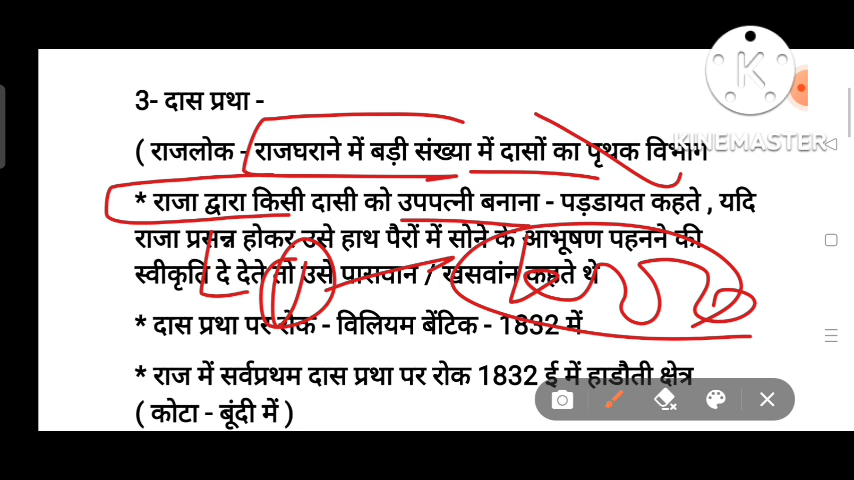 3- दास प्रथा -
( राजलोक - राजघराने में बड़ी संख्या में दासों का पृथक विभाग
* राजा द्वारा किसी दासी को उपपत्नी बनाना - पड़डायत कहते , यदि
राजा प्रसन्न होकर उसे हाथ पैरों में सोने के आभूषण पहनने की
स्वीकृति दे देते तो उसे पासवान / खसवांन कहते थे
* दास प्रथा पर रोक - विलियम बेंटिक - 1832 में
* राज में सर्वप्रथम दास प्रथा पर रोक 1832 ई में हाडौती क्षेत्र
( कोटा - बूंदी में )
K
KINEMASTER